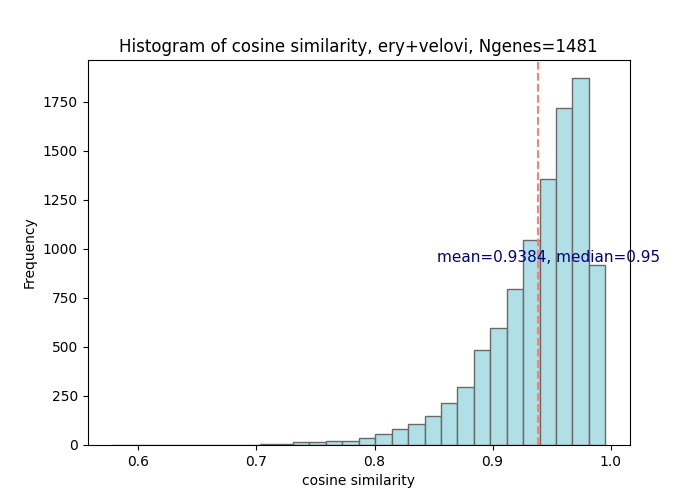 Histogram of cosine similarity, ery+velovi, Ngenes=1481
1750
1500
1250
1000
750
500
250
0
Frequency
mean=0.9384, median=0.95
0.6 0.7 0.8 0.9 1.0
cosine similarity